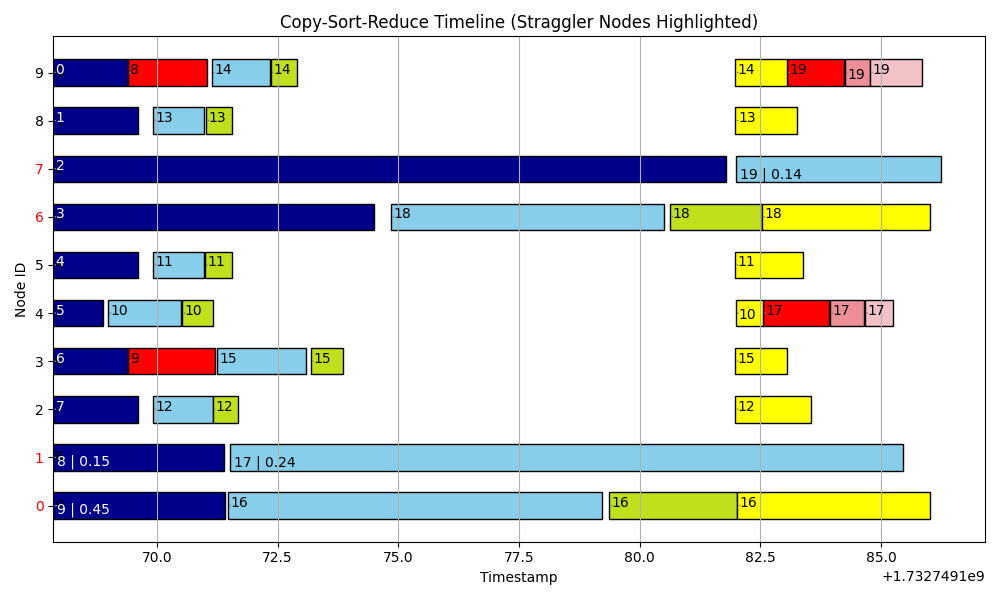 Copy-Sort-Reduce Timeline (Straggler Nodes Highlighted)
9 0 8 14 14 14 19 19 19
8 1 13 13 13
7 2 19 | 0.14
6 3 18 18 18
5 4 11 11 11
4 5 10 10 10 17 17 17
3 6 9 15 15 15
2 7 12 12 12
1 8 | 0.15 17 | 0.24
0 9 | 0.45 16 16 16
Node ID
70.0 72.5 75.0 77.5 80.0 82.5 85.0
Timestamp
+1.7327491e9